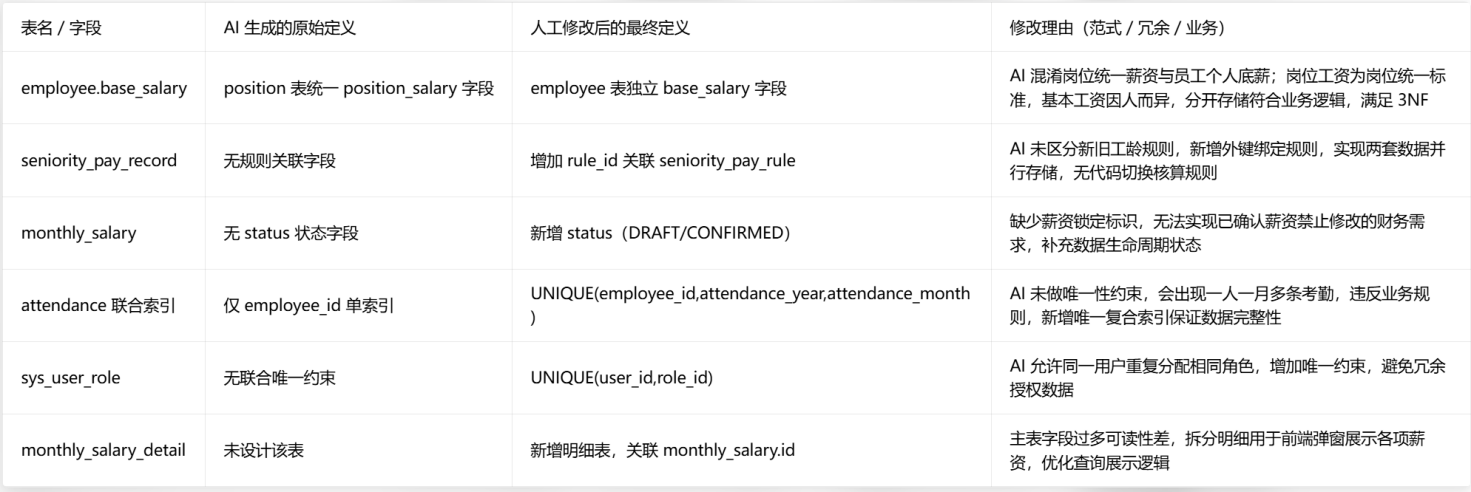 表名 / 字段
AI 生成的原始定义
人工修改后的最终定义
修改理由（范式 / 冗余 / 业务）
employee.base_salary
position 表统一 position_salary 字段
employee 表独立 base_salary 字段
AI 混淆岗位统一薪资与员工个人底薪；岗位工资为岗位统一标
准，基本工资因人而异，分开存储符合业务逻辑，满足 3NF
seniority_pay_record
无规则关联字段
增加 rule_id 关联 seniority_pay_rule
AI 未区分新旧工龄规则，新增外键绑定规则，实现两套数据并
行存储，无代码切换核算规则
monthly_salary
无 status 状态字段
新增 status（DRAFT/CONFIRMED）
缺少薪资锁定标识，无法实现已确认薪资禁止修改的财务需
求，补充数据生命周期状态
attendance 联合索引
仅 employee_id 单索引
UNIQUE(employee_id,attendance_year,attendance_month
)
AI 未做唯一性约束，会出现一人一月多条考勤，违反业务规
则，新增唯一复合索引保证数据完整性
sys_user_role
无联合唯一约束
UNIQUE(user_id,role_id)
AI 允许同一用户重复分配相同角色，增加唯一约束，避免冗余
授权数据
monthly_salary_detail
未设计该表
新增明细表，关联 monthly_salary.id
主表字段过多可读性差，拆分明细用于前端弹窗展示各项薪
资，优化查询展示逻辑